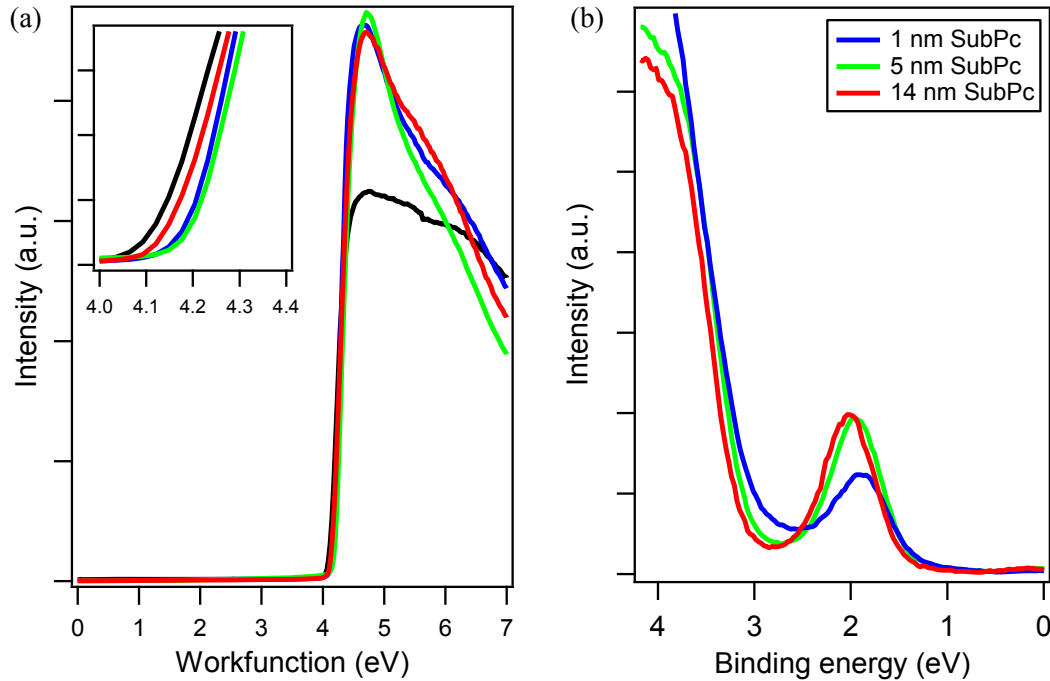 (a)
Intensity (a.u.)
4.0 4.1 4.2 4.3 4.4
0 1 2 3 4 5 6 7
Workfunction (eV)
(b)
1 nm SubPc
5 nm SubPc
14 nm SubPc
Intensity (a.u.)
4 3 2 1 0
Binding energy (eV)